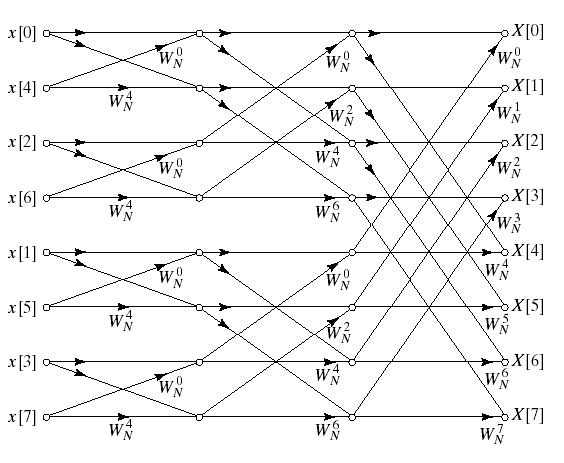 x[0] X[0]
W_N^0 W_N^0 W_N^0
x[4] X[1]
W_N^4 W_N^2 W_N^1
x[2] X[2]
W_N^0 W_N^4 W_N^2
x[6] X[3]
W_N^4 W_N^6 W_N^3
x[1] X[4]
W_N^0 W_N^0 W_N^4
x[5] X[5]
W_N^4 W_N^2 W_N^5
x[3] X[6]
W_N^0 W_N^4 W_N^6
x[7] X[7]
W_N^4 W_N^6 W_N^7